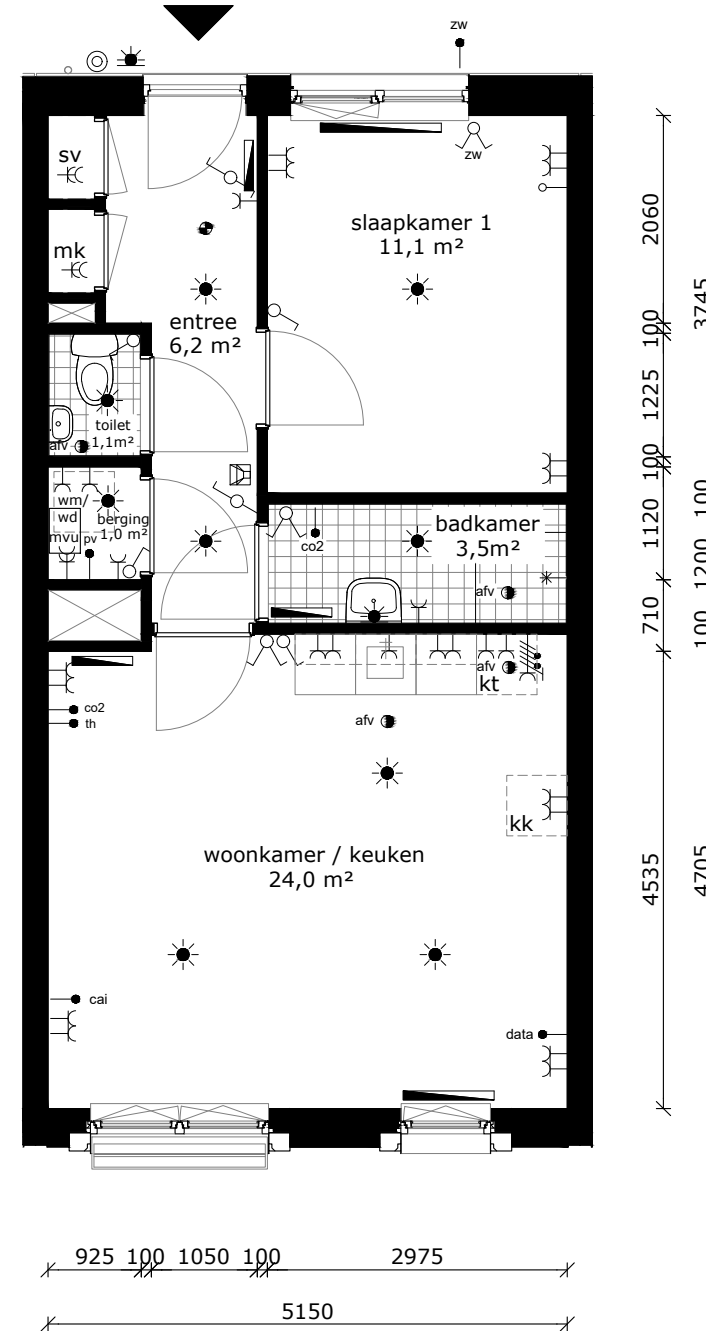 zw
sv
zw
mk
slaapkamer 1
11,1 m²
entree
6,2 m²
toilet
1,1m²
afv
wm/
wd
berging
1,0 m²
mvu
pv
badkamer
3,5m²
co2
afv
afv
kt
co2
th
afv
kk
woonkamer / keuken
24,0 m²
cai
data
2060
100
1225
100
1120
710
4535
3745
100
1200
100
4705
925 100 1050 100 2975
5150